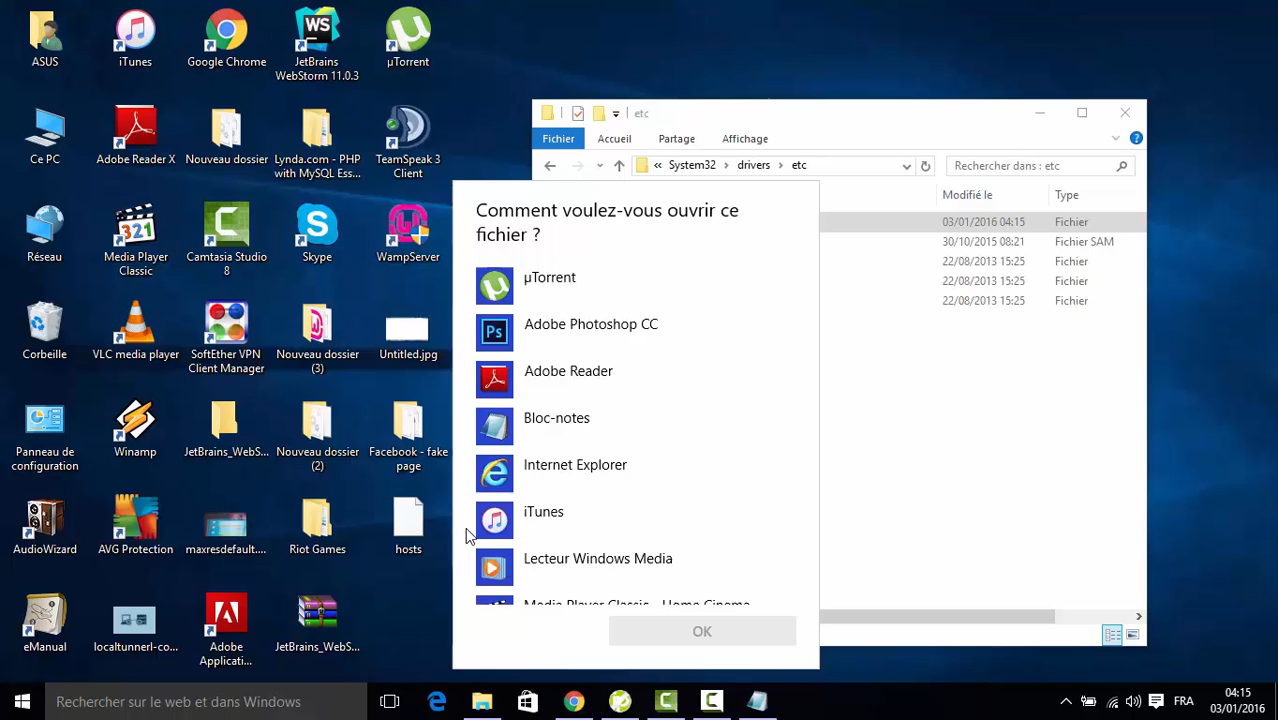 ASUS
iTunes
Google Chrome
JetBrains
WebStorm 11.0.3
µTorrent
Ce PC
Adobe Reader X
Nouveau dossier
Lynda.com - PHP
with MySQL Ess...
TeamSpeak 3
Client
Réseau
Media Player
Classic
Camtasia Studio
8
Skype
WampServer
Corbeille
VLC media player
SoftEther VPN
Client Manager
Nouveau dossier
(3)
Untitled.jpg
Panneau de
configuration
Winamp
JetBrains_WebS...
Nouveau dossier
(2)
Facebook - fake
page
AudioWizard
AVG Protection
maxresdefault....
Riot Games
hosts
eManual
localtunnerl-co...
Adobe
Applicati...
JetBrains_WebS...
etc
Fichier
Accueil
Partage
Affichage
« System32 drivers etc
Rechercher dans : etc
Modifié le
Type
03/01/2016 04:15 Fichier
30/10/2015 08:21 Fichier SAM
22/08/2013 15:25 Fichier
22/08/2013 15:25 Fichier
22/08/2013 15:25 Fichier
Comment voulez-vous ouvrir ce
fichier ?
µTorrent
Adobe Photoshop CC
Adobe Reader
Bloc-notes
Internet Explorer
iTunes
Lecteur Windows Media
Media Player Classic - Home Cinema
OK
Rechercher sur le web et dans Windows
FRA
04:15
03/01/2016